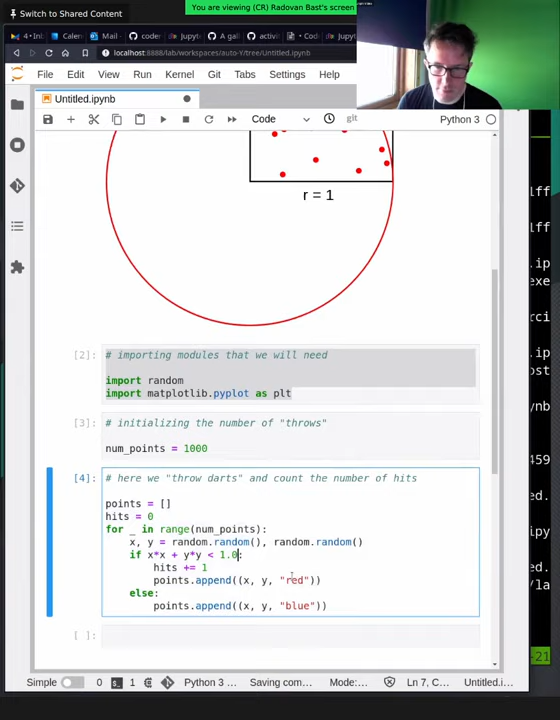 Switch to Shared Content
You are viewing (CR) Radovan Bast's screen
localhost:8888/lab/workspaces/auto-Y/tree/Untitled.ipynb
File Edit View Run Kernel Git Tabs Settings Help
Untitled.ipynb
Code git Python 3
r = 1
[2]: # importing modules that we will need
import random
import matplotlib.pyplot as plt
[3]: # initializing the number of "throws"
num_points = 1000
[4]: # here we "throw darts" and count the number of hits
points = []
hits = 0
for _ in range(num_points):
x, y = random.random(), random.random()
if x*x + y*y < 1.0:
hits += 1
points.append((x, y, "red"))
else:
points.append((x, y, "blue"))
[ ]:
Simple 0 1 Python 3 ... Saving com... Mode:... Ln 7, C... Untitled.i...